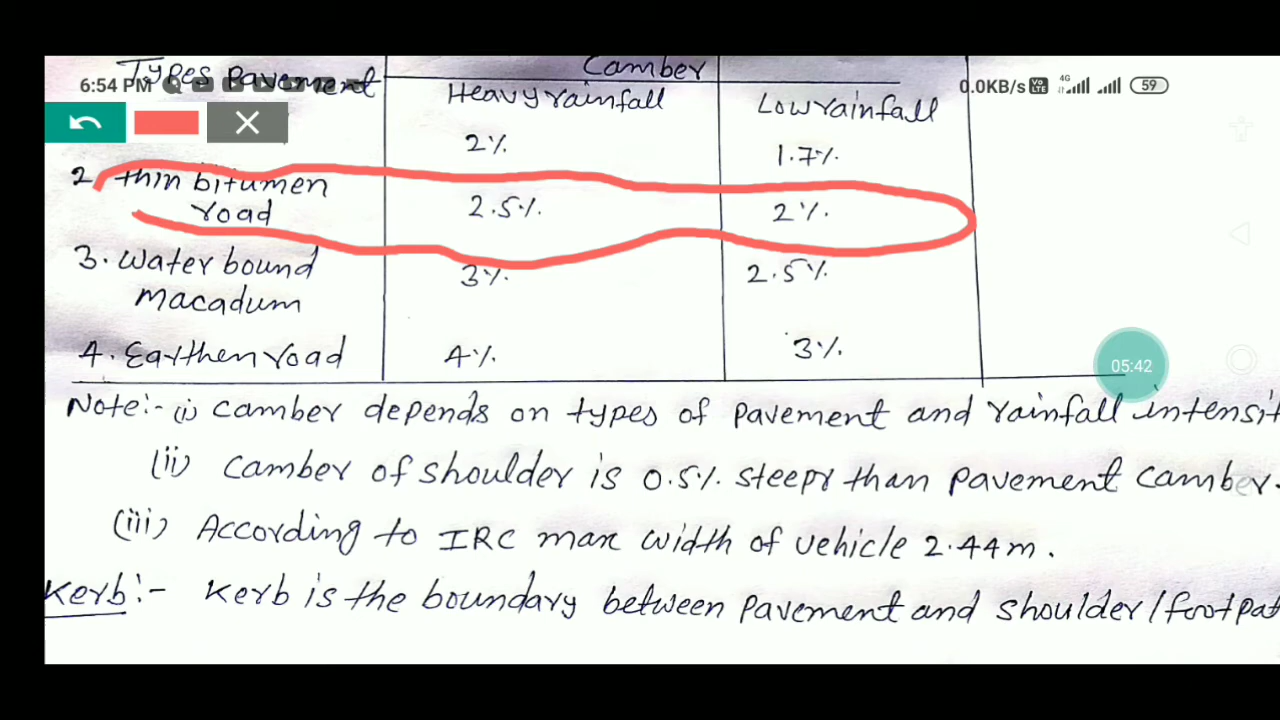 Types pavement Camber
6:54 PM 0.0KB/s Vo LTE 4G 59
Heavy rainfall Low rainfall
2% 1.7%
2. thin bitumen
road 2.5% 2%
3. Water bound 3% 2.5%
macadum
4. Earthen road 4% 3%
05:42
Note:- (i) camber depends on types of pavement and rainfall intensit
(ii) camber of shoulder is 0.5% steepr than pavement camber.
(iii) According to IRC max width of vehicle 2.44m.
Kerb:- Kerb is the boundary between pavement and shoulder/footpat